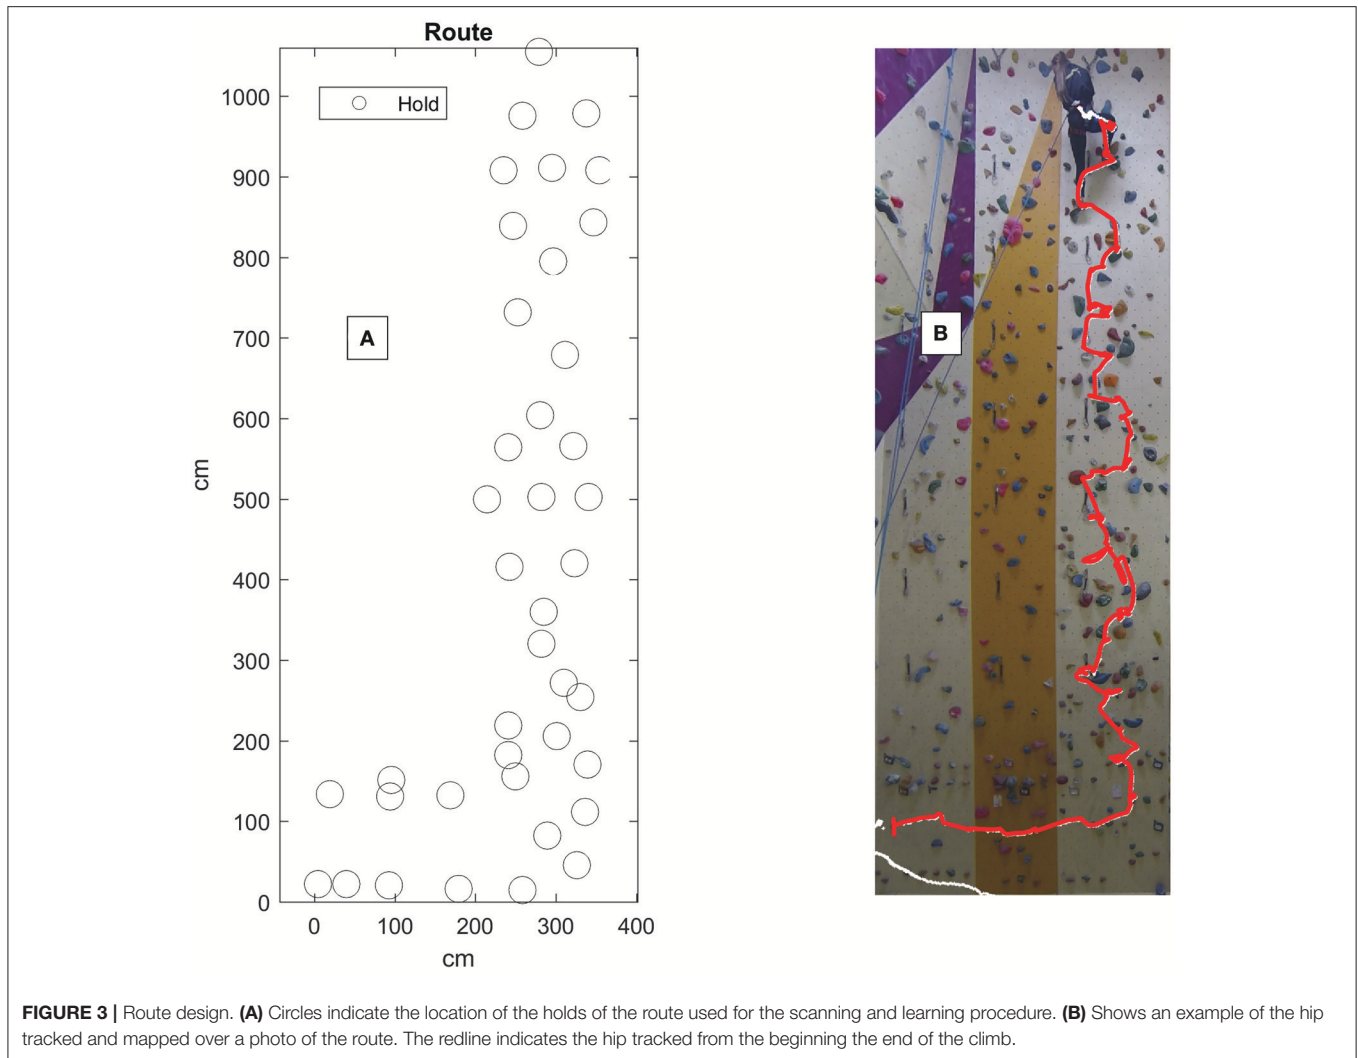 Route
Hold
1000
900
800
700
600
500
400
300
200
100
0
cm
A
0 100 200 300 400
cm
B
FIGURE 3 | Route design. (A) Circles indicate the location of the holds of the route used for the scanning and learning procedure. (B) Shows an example of the hip
tracked and mapped over a photo of the route. The redline indicates the hip tracked from the beginning the end of the climb.